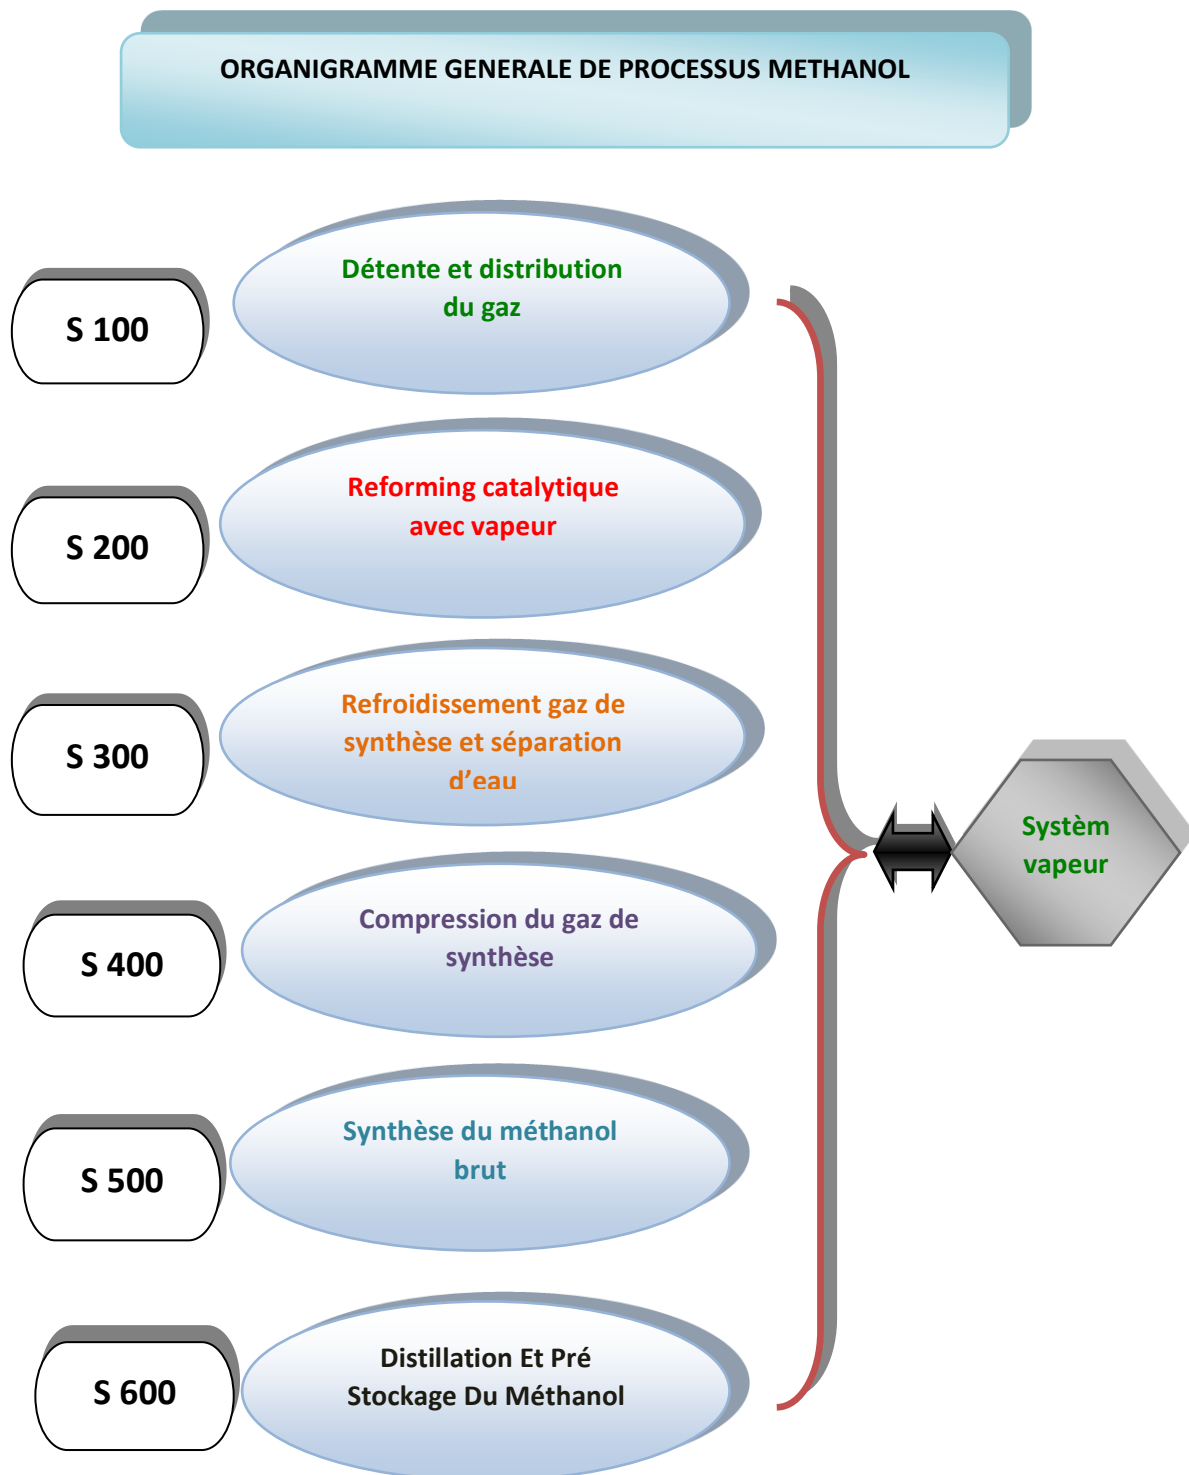 ORGANIGRAMME GENERALE DE PROCESSUS METHANOL
S 100
Détente et distribution
du gaz
S 200
Reforming catalytique
avec vapeur
S 300
Refroidissement gaz de
synthèse et séparation
d’eau
S 400
Compression du gaz de
synthèse
Systèm
vapeur
S 500
Synthèse du méthanol
brut
S 600
Distillation Et Pré
Stockage Du Méthanol